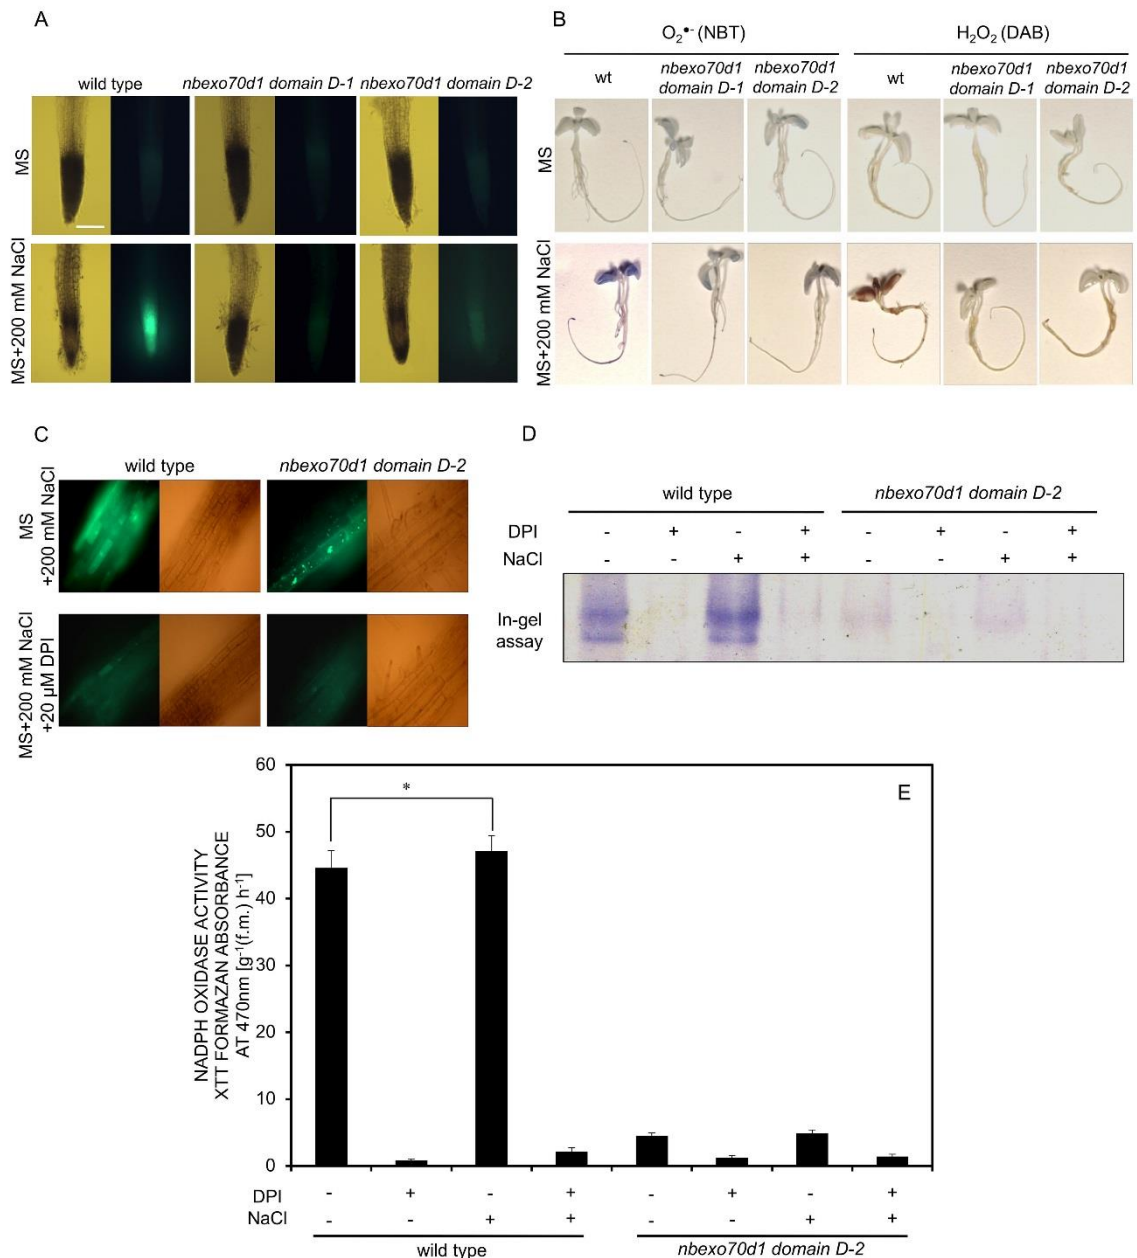 A
wild type nbexo70d1 domain D-1 nbexo70d1 domain D-2
MS
MS+200 mM NaCl
B
O₂•- (NBT) H₂O₂ (DAB)
wt nbexo70d1 domain D-1 nbexo70d1 domain D-2 wt nbexo70d1 domain D-1 nbexo70d1 domain D-2
MS
MS+200 mM NaCl
C
wild type nbexo70d1 domain D-2
MS
+200 mM NaCl
MS+200 mM NaCl
+20 µM DPI
D
wild type nbexo70d1 domain D-2
DPI - + - + - + - +
NaCl - - + + - - + +
In-gel
assay
E
60
50
40
30
20
10
0
*
NADPH OXIDASE ACTIVITY
XTT FORMAZAN ABSORBANCE
AT 470nm [g⁻¹(f.m.) h⁻¹]
DPI - + - + - + - +
NaCl - - + + - - + +
wild type nbexo70d1 domain D-2